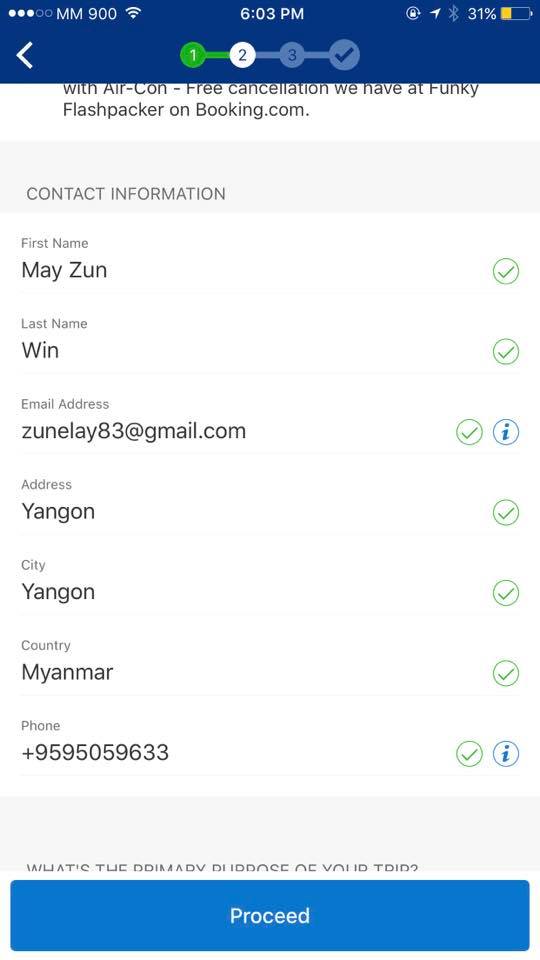 MM 900 6:03 PM 31%
1 2 3
with Air-Con - Free cancellation we have at Funky
Flashpacker on Booking.com.
CONTACT INFORMATION
First Name
May Zun
Last Name
Win
Email Address
zunelay83@gmail.com
Address
Yangon
City
Yangon
Country
Myanmar
Phone
+9595059633
WHAT'S THE PRIMARY PURPOSE OF YOUR TRIP?
Proceed